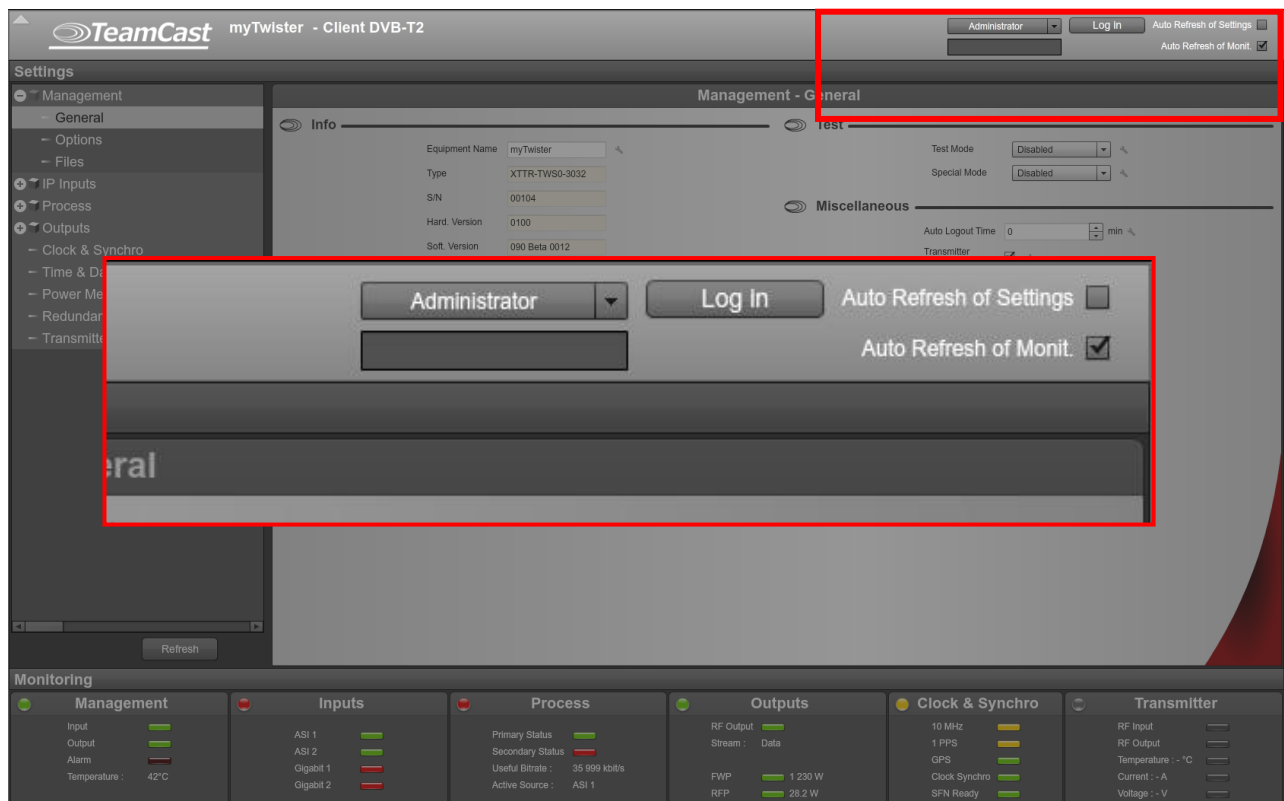 TeamCast myTwister - Client DVB-T2
Administrator Log In Auto Refresh of Settings
Auto Refresh of Monit.
Settings
Management
General
Options
Files
IP Inputs
Process
Outputs
Clock & Synchro
Time & Da
Power Me
Redundan
Transmitte
Refresh
Management - General
Info
Equipment Name myTwister
Type XTTR-TWS0-3032
S/N 00104
Hard. Version 0100
Soft. Version 090 Beta 0012
Test
Test Mode Disabled
Special Mode Disabled
Miscellaneous
Auto Logout Time 0 min
Transmitter
Administrator Log In Auto Refresh of Settings
Auto Refresh of Monit.
eral
Monitoring
Management
Input
Output
Alarm
Temperature : 42°C
Inputs
ASI 1
ASI 2
Gigabit 1
Gigabit 2
Process
Primary Status
Secondary Status
Useful Bitrate : 35 999 kbit/s
Active Source : ASI 1
Outputs
RF Output
Stream : Data
FWP 1 230 W
RFP 28.2 W
Clock & Synchro
10 MHz
1 PPS
GPS
Clock Synchro
SFN Ready
Transmitter
RF Input
RF Output
Temperature : - °C
Current : - A
Voltage : - V